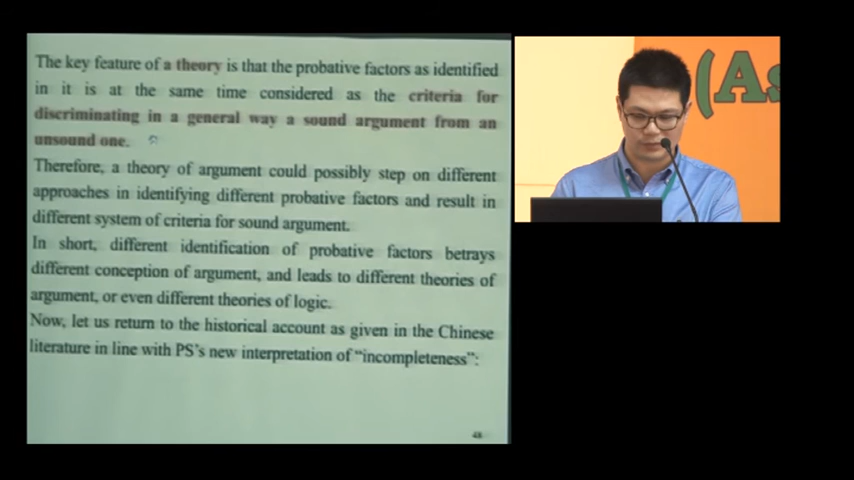 The key feature of a theory is that the probative factors as identified
in it is at the same time considered as the criteria for
discriminating in a general way a sound argument from an
unsound one.
Therefore, a theory of argument could possibly step on different
approaches in identifying different probative factors and result in
different system of criteria for sound argument.
In short, different identification of probative factors betrays
different conception of argument, and leads to different theories of
argument, or even different theories of logic.
Now, let us return to the historical account as given in the Chinese
literature in line with PS's new interpretation of “incompleteness”:
(As